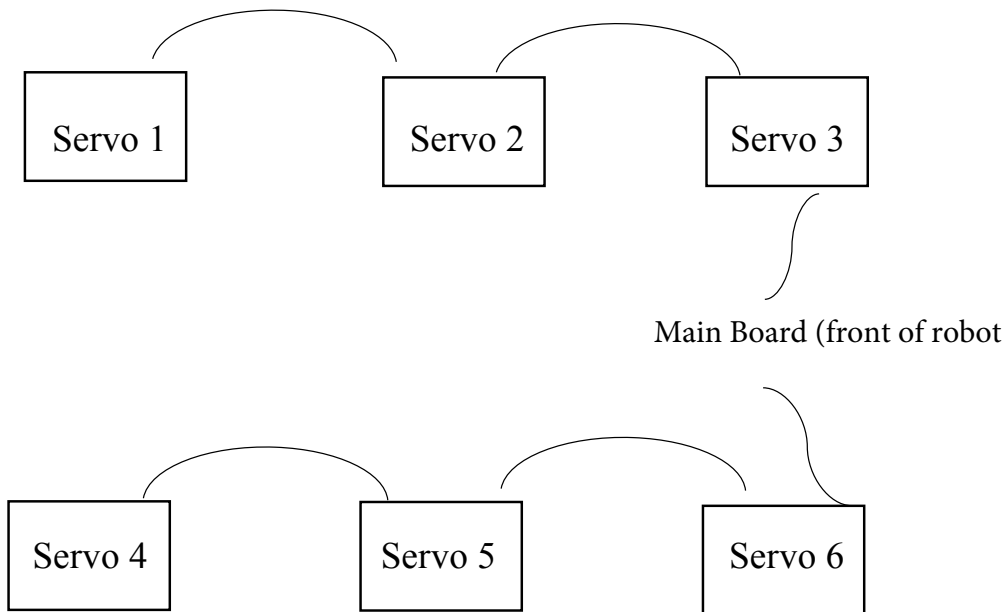 Servo 1
Servo 2
Servo 3
Main Board (front of robot
Servo 4
Servo 5
Servo 6